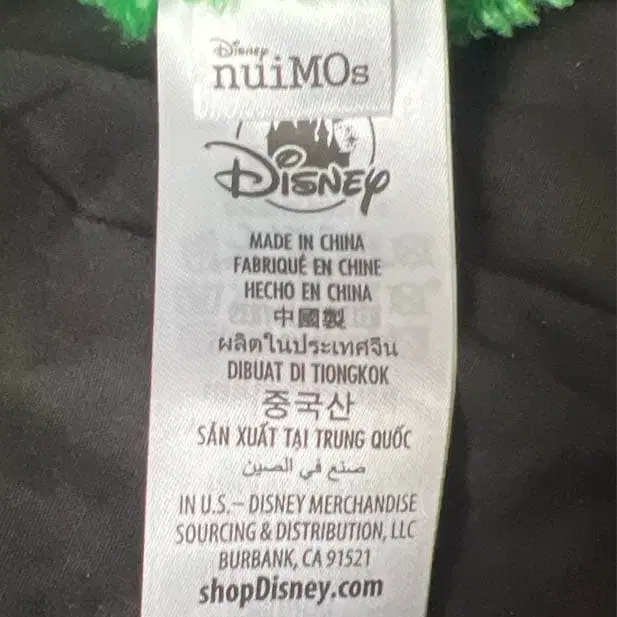 Disney
nuiMOs
Disney
MADE IN CHINA
FABRIQUÉ EN CHINE
HECHO EN CHINA
中國製
ผลิตในประเทศจีน
DIBUAT DI TIONGKOK
중국산
SẢN XUẤT TẠI TRUNG QUỐC
صنع في الصين
IN U.S.– DISNEY MERCHANDISE
SOURCING & DISTRIBUTION, LLC
BURBANK, CA 91521
shopDisney.com